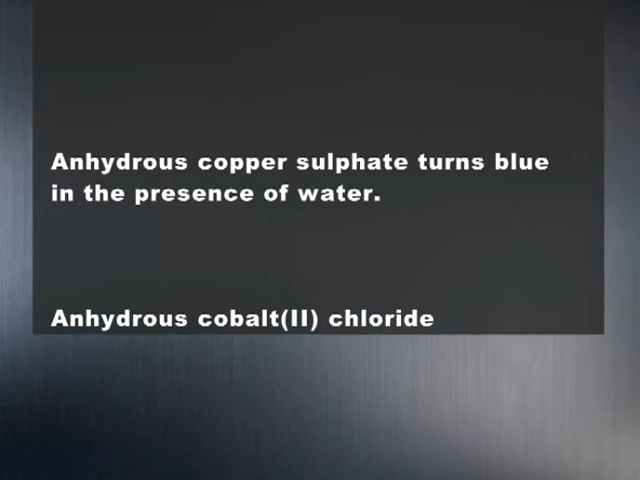 Anhydrous copper sulphate turns blue
in the presence of water.
Anhydrous cobalt(II) chloride